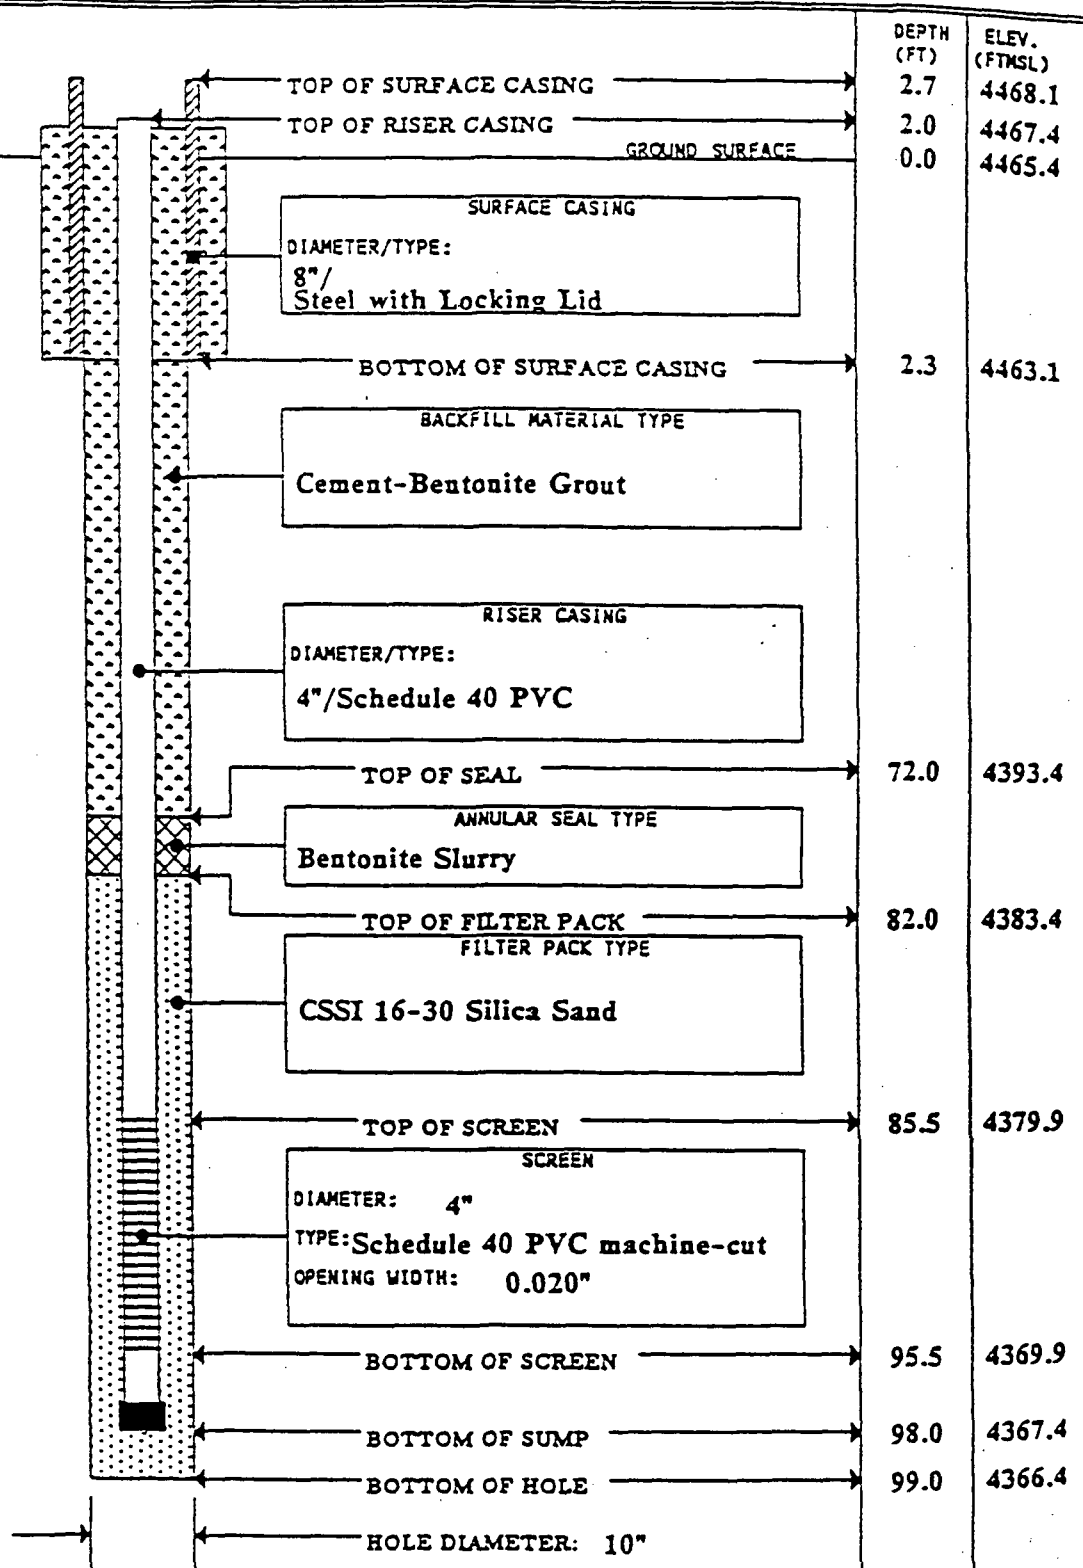 DEPTH ELEV.
(FT) (FTMSL)
TOP OF SURFACE CASING 2.7 4468.1
TOP OF RISER CASING 2.0 4467.4
GROUND SURFACE 0.0 4465.4
SURFACE CASING
DIAMETER/TYPE:
8"/
Steel with Locking Lid
BOTTOM OF SURFACE CASING 2.3 4463.1
BACKFILL MATERIAL TYPE
Cement-Bentonite Grout
RISER CASING
DIAMETER/TYPE:
4"/Schedule 40 PVC
TOP OF SEAL 72.0 4393.4
ANNULAR SEAL TYPE
Bentonite Slurry
TOP OF FILTER PACK 82.0 4383.4
FILTER PACK TYPE
CSSI 16-30 Silica Sand
TOP OF SCREEN 85.5 4379.9
SCREEN
DIAMETER: 4"
TYPE: Schedule 40 PVC machine-cut
OPENING WIDTH: 0.020"
BOTTOM OF SCREEN 95.5 4369.9
BOTTOM OF SUMP 98.0 4367.4
BOTTOM OF HOLE 99.0 4366.4
HOLE DIAMETER: 10"